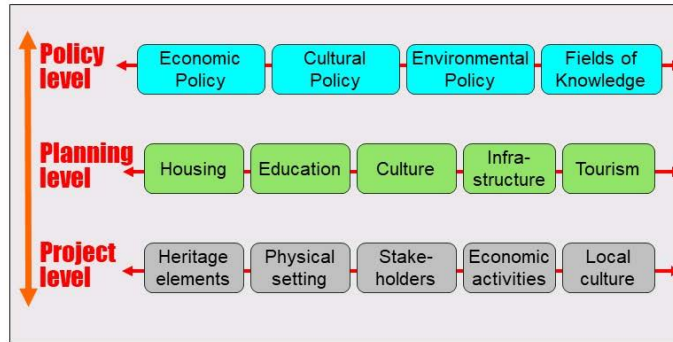 Policy
level
Economic
Policy
Cultural
Policy
Environmental
Policy
Fields of
Knowledge
Planning
level
Housing
Education
Culture
Infra-
structure
Tourism
Project
level
Heritage
elements
Physical
setting
Stake-
holders
Economic
activities
Local
culture